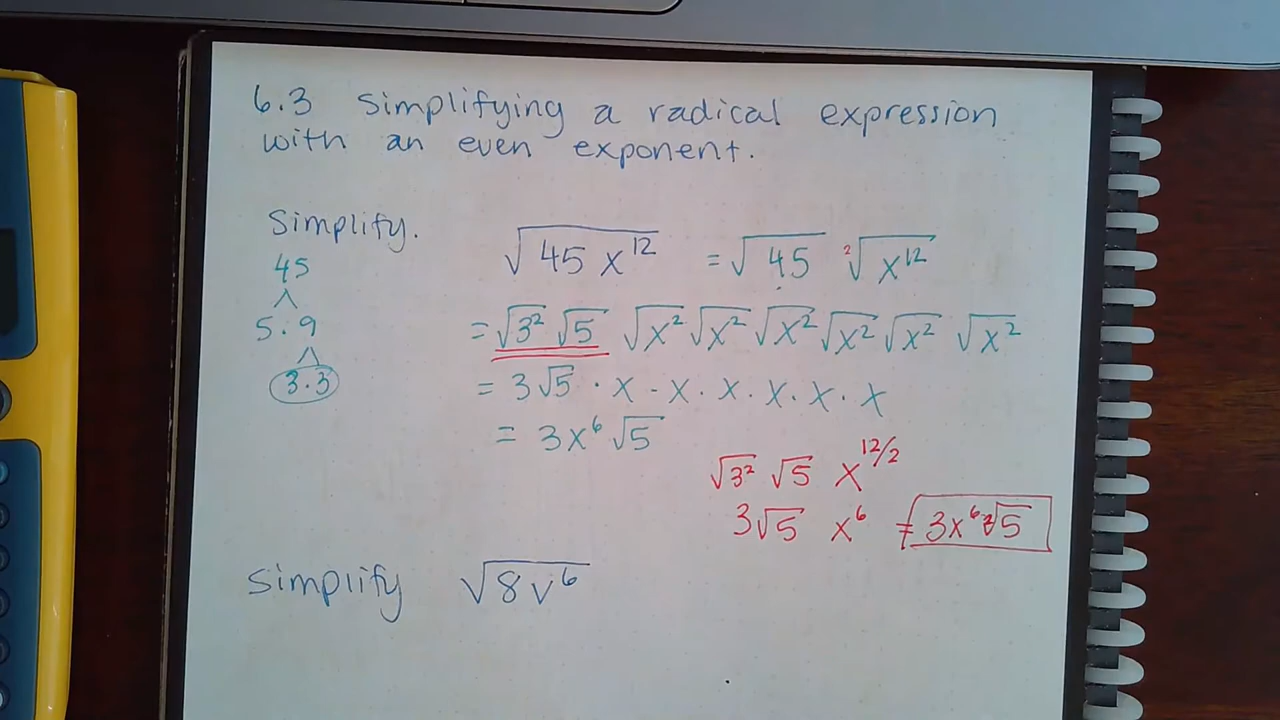 6.3 simplifying a radical expression
with an even exponent.
Simplify.
√45 x¹² = √45 ²√x¹²
45
∧
5 · 9
∧
3 · 3
= √3² √5 √x² √x² √x² √x² √x² √x²
= 3√5 · x · x · x · x · x · x
= 3x⁶√5
√3² √5 x^12/2
3√5 x⁶ = 3x⁶ ²√5
simplify √8v⁶